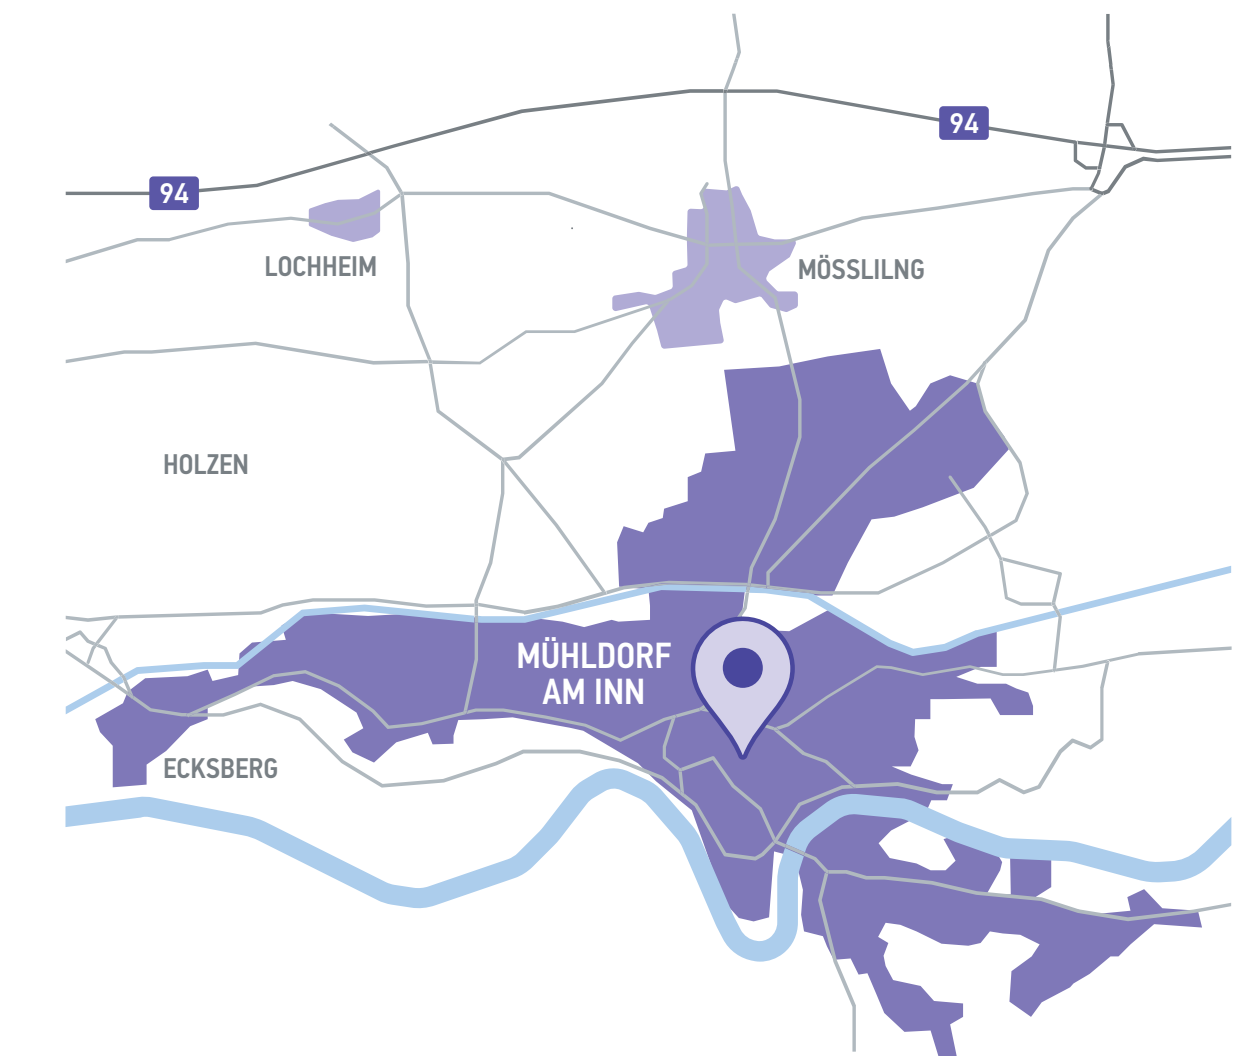 94
94
LOCHHEIM
MÖSSLILNG
HOLZEN
MÜHLDORF
AM INN
ECKSBERG